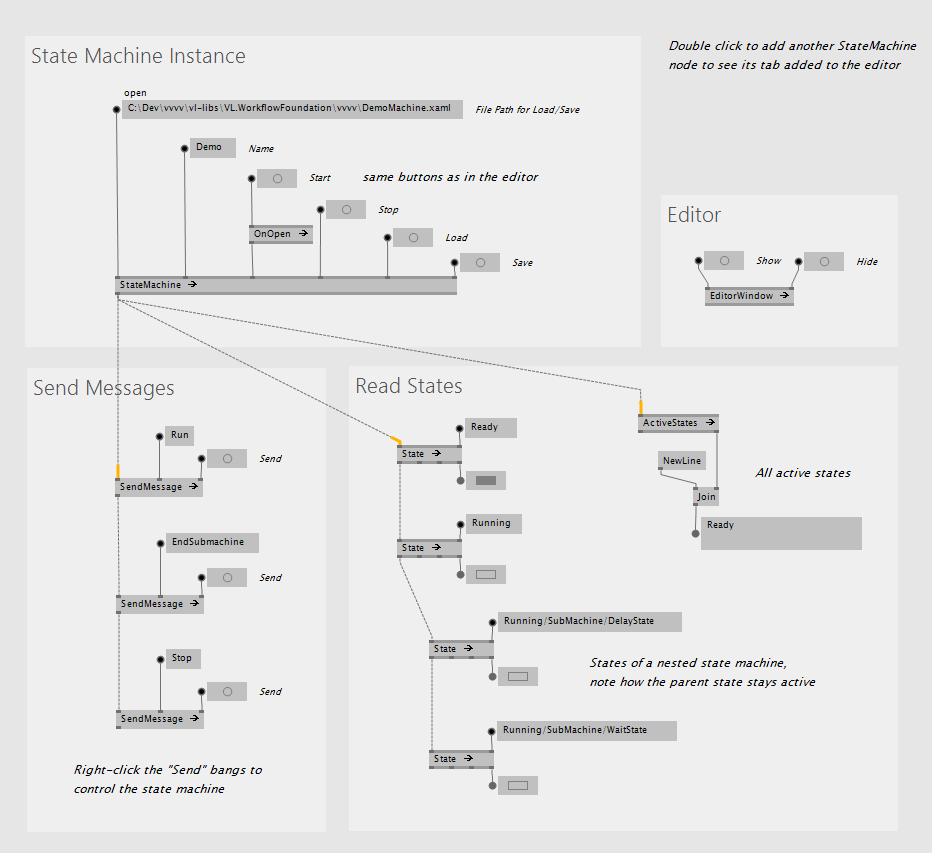 State Machine Instance
Double click to add another StateMachine
node to see its tab added to the editor
open
C:\Dev\vvvv\vl-libs\VL.WorkflowFoundation\vvvv\DemoMachine.xaml
File Path for Load/Save
Demo
Name
Start
same buttons as in the editor
Stop
OnOpen
Load
Save
StateMachine
Editor
Show
Hide
EditorWindow
Send Messages
Run
Send
SendMessage
EndSubmachine
Send
SendMessage
Stop
Send
SendMessage
Right-click the "Send" bangs to
control the state machine
Read States
Ready
State
Running
State
Running/SubMachine/DelayState
State
States of a nested state machine,
note how the parent state stays active
Running/SubMachine/WaitState
State
ActiveStates
NewLine
All active states
Join
Ready